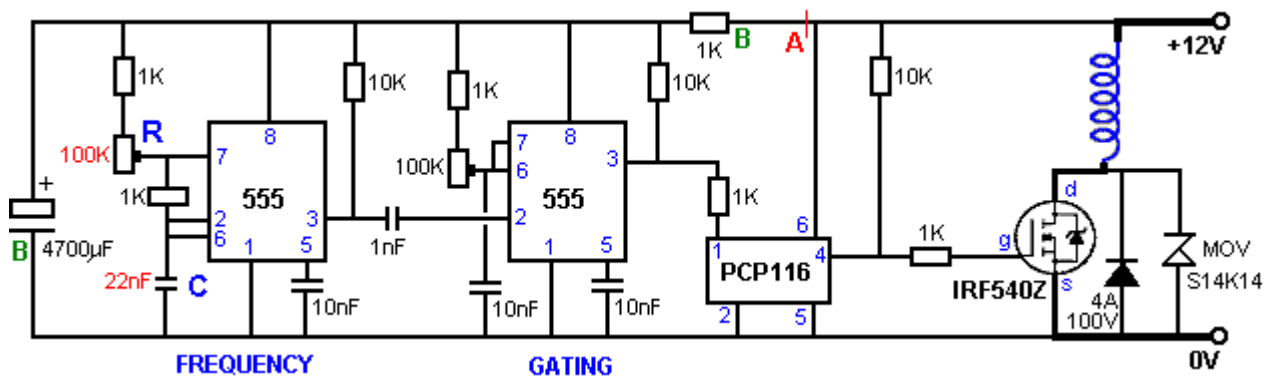 1K
B
A
+12V
1K
10K
1K
10K
10K
R
100K
7
8
555
1K
2
6
3
1
5
+
B
4700µF
22nF
C
10nF
1nF
100K
7
6
8
3
555
2
1
5
10nF
10nF
1K
1
6
PCP116
4
2
5
1K
g
d
s
IRF540Z
4A
100V
MOV
S14K14
0V
FREQUENCY
GATING